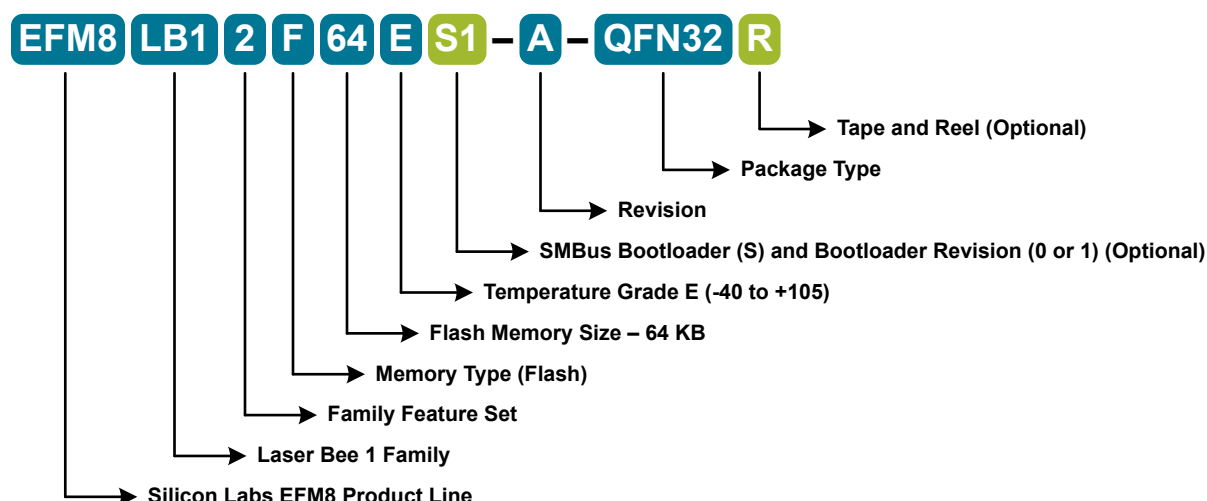 EFM8 LB1 2 F 64 E S1 – A – QFN32 R
Tape and Reel (Optional)
Package Type
Revision
SMBus Bootloader (S) and Bootloader Revision (0 or 1) (Optional)
Temperature Grade E (-40 to +105)
Flash Memory Size – 64 KB
Memory Type (Flash)
Family Feature Set
Laser Bee 1 Family
Silicon Labs EFM8 Product Line